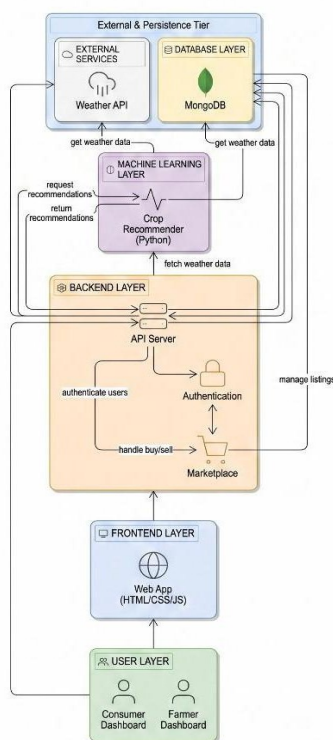 External & Persistence Tier
EXTERNAL
SERVICES
Weather API
DATABASE LAYER
MongoDB
get weather data
get weather data
MACHINE LEARNING
LAYER
request
recommendations
return
recommendations
Crop
Recommender
(Python)
fetch weather data
BACKEND LAYER
API Server
authenticate users
Authentication
manage listings
handle buy/sell
Marketplace
FRONTEND LAYER
Web App
(HTML/CSS/JS)
USER LAYER
Consumer
Dashboard
Farmer
Dashboard